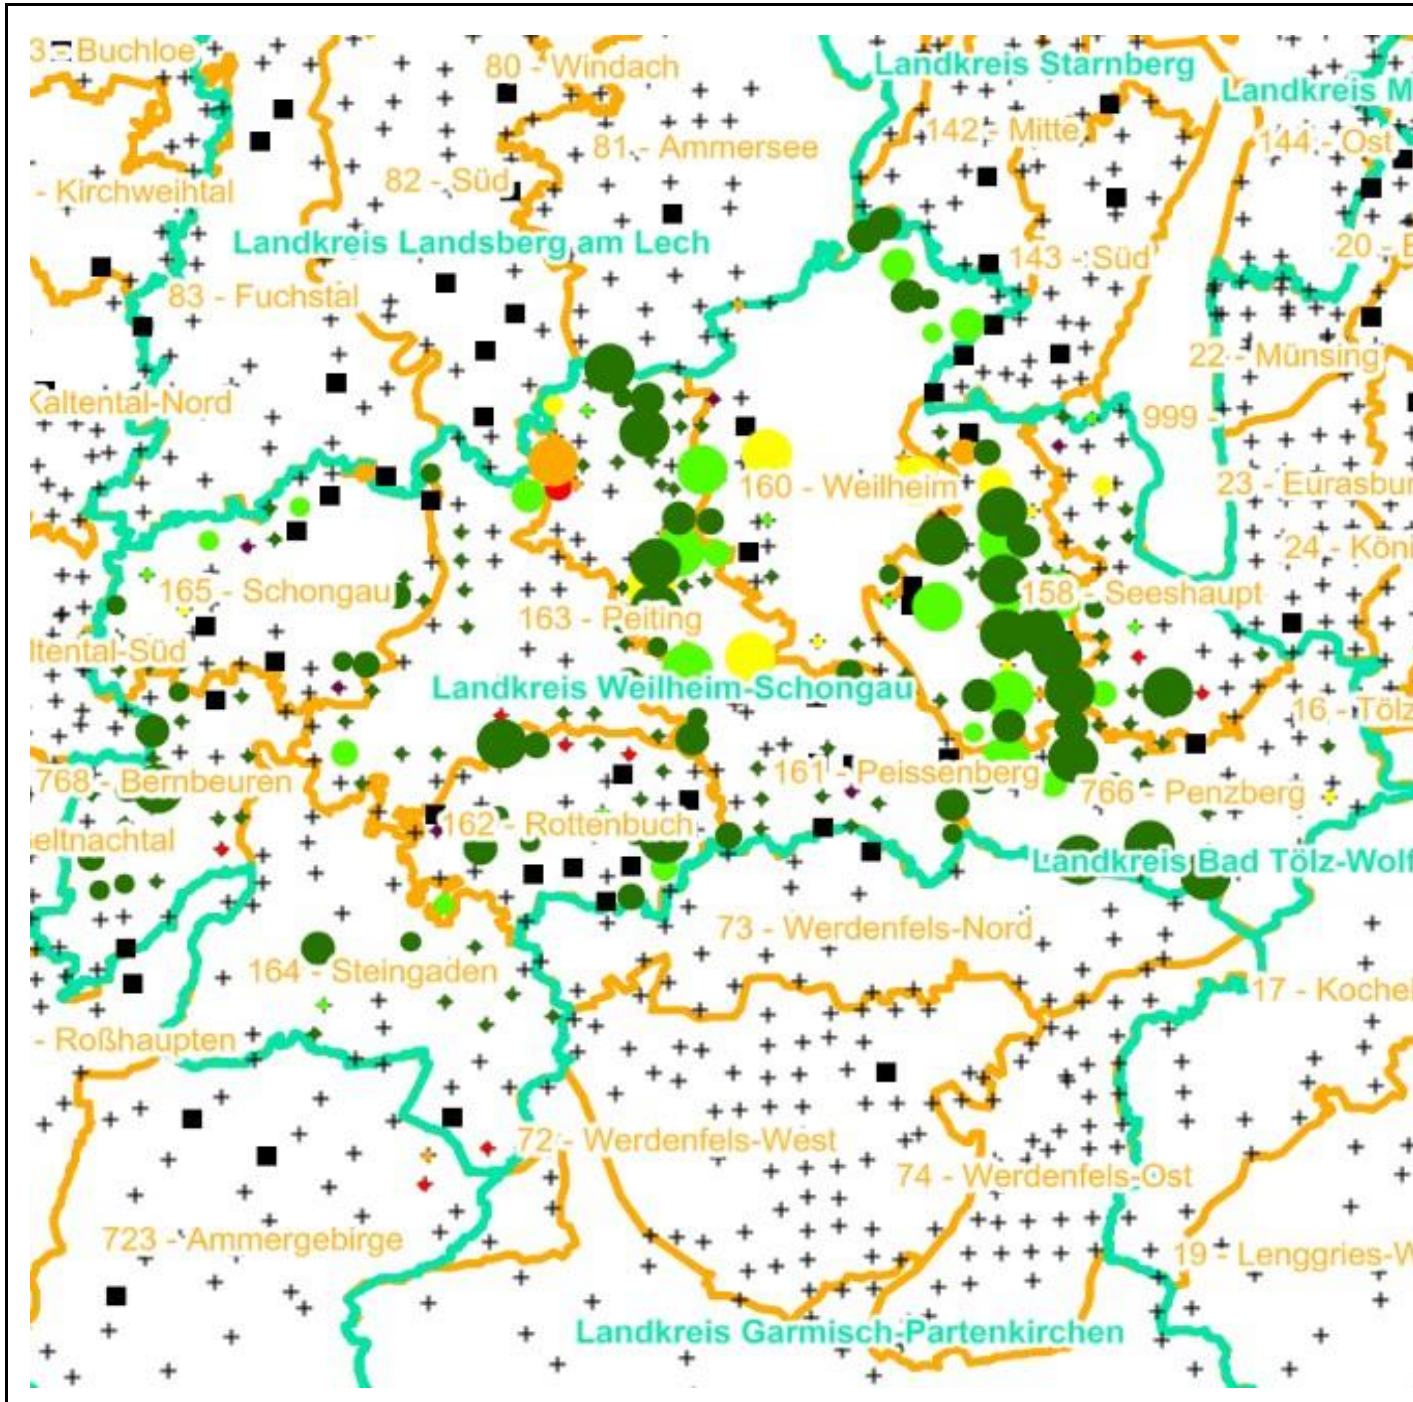 3 - Buchloe
80 - Windach
Landkreis Starnberg
Landkreis M
142 - Mitte
144 - Ost
81 - Ammersee
82 - Süd
- Kirchweihtal
Landkreis Landsberg am Lech
20 - E
143 - Süd
83 - Fuchstal
22 - Münsing
Kaltental-Nord
999 -
160 - Weilheim
23 - Eurasbur
24 - Köni
165 - Schongau
158 - Seeshaupt
163 - Peiting
ltental-Süd
Landkreis Weilheim-Schongau
16 - Tölz
161 - Peissenberg
768 - Bernbeuren
766 - Penzberg
162 - Rottenbuch
eltnachtal
Landkreis Bad Tölz-Wolf
73 - Werdenfels-Nord
164 - Steingaden
17 - Kochel
- Roßhaupten
72 - Werdenfels-West
74 - Werdenfels-Ost
723 - Ammergebirge
19 - Lenggries-W
Landkreis Garmisch-Partenkirchen